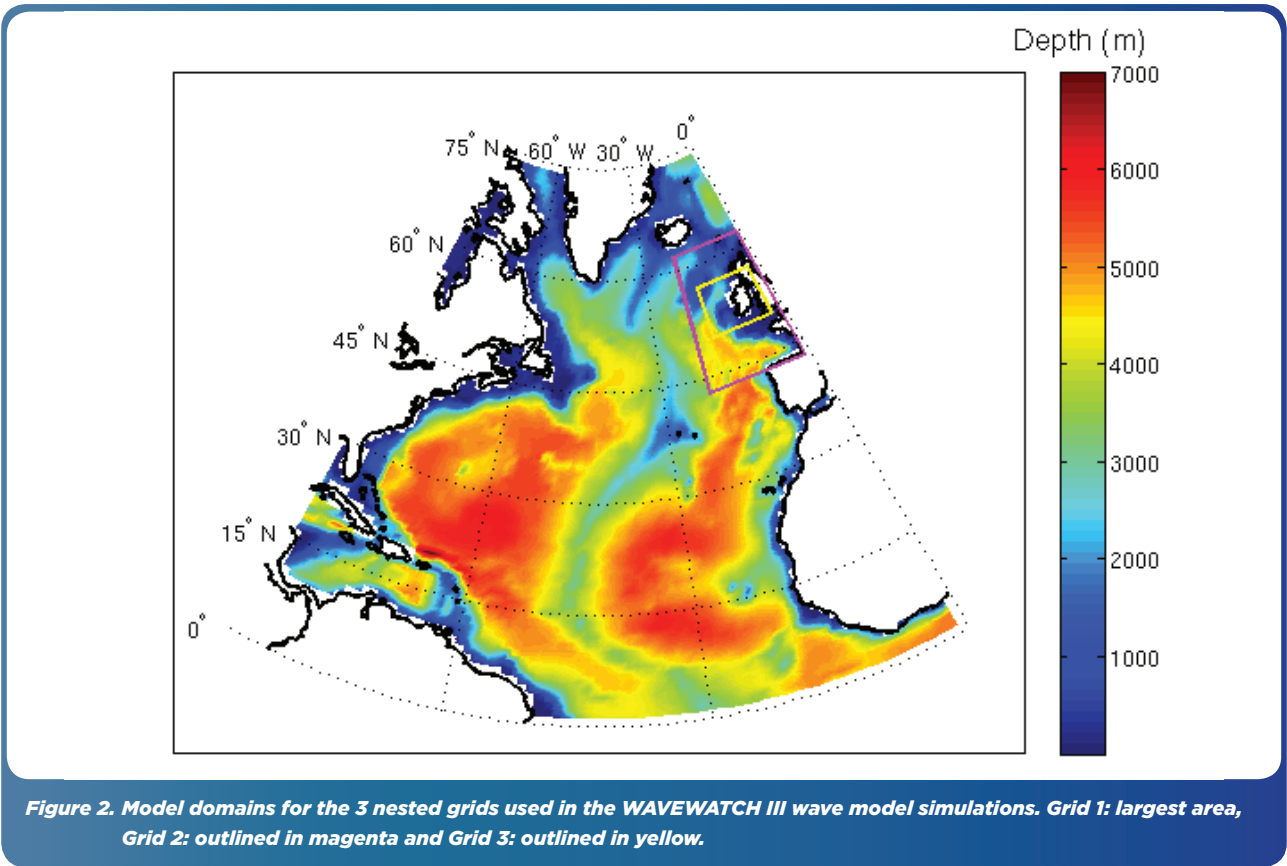 Depth (m)
7000
6000
5000
4000
3000
2000
1000
75° N
60° W
30° W
0°
60° N
45° N
30° N
15° N
0°
Figure 2. Model domains for the 3 nested grids used in the WAVEWATCH III wave model simulations. Grid 1: largest area,
Grid 2: outlined in magenta and Grid 3: outlined in yellow.